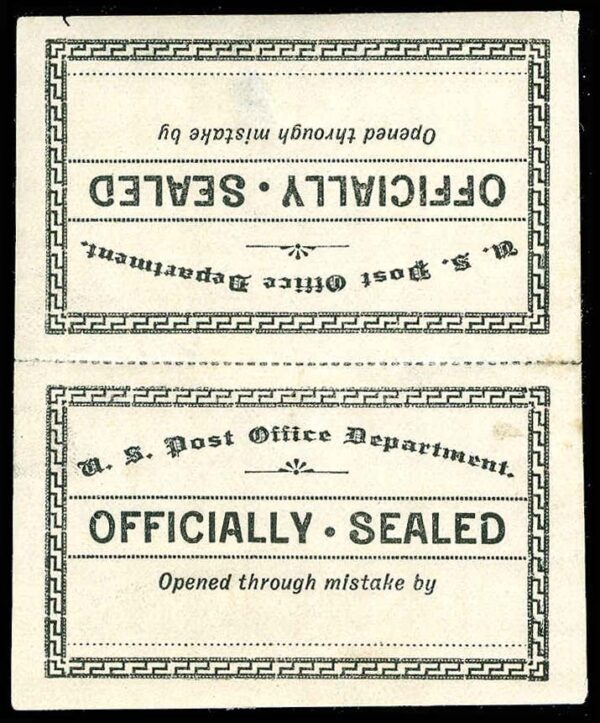 Opened through mistake by
OFFICIALLY • SEALED
U. S. Post Office Department.
U. S. Post Office Department.
OFFICIALLY • SEALED
Opened through mistake by